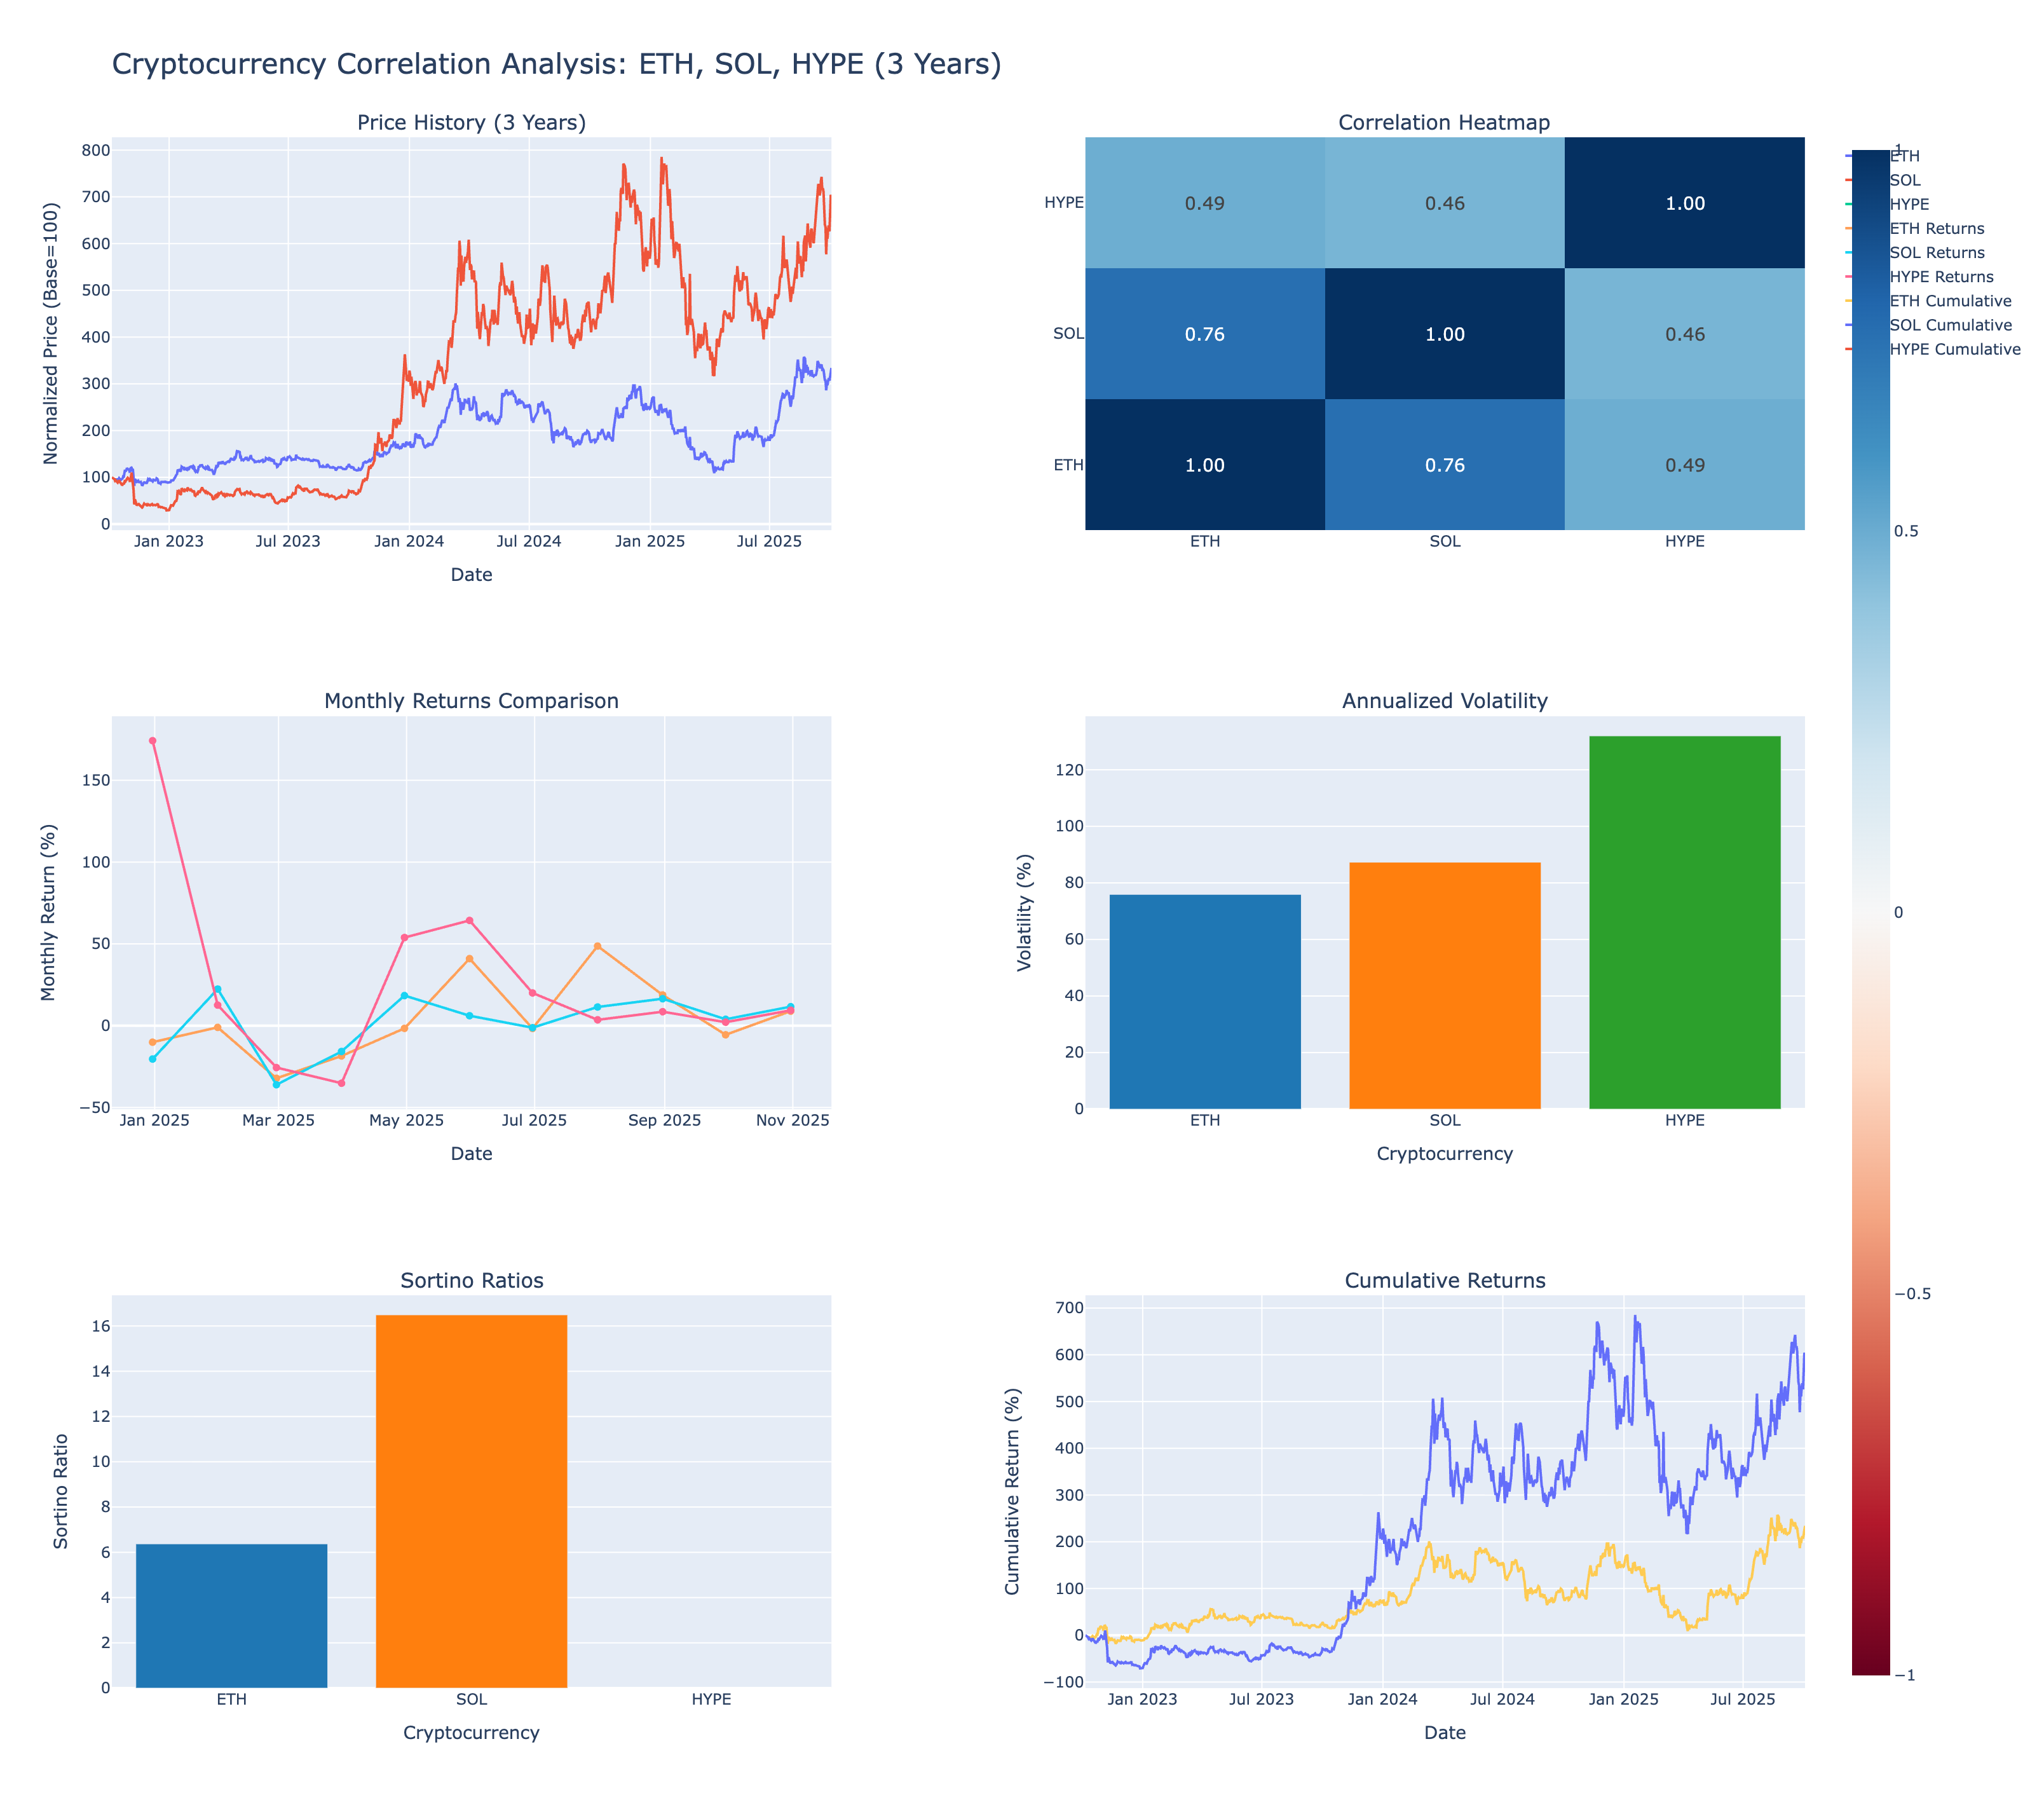 Cryptocurrency Correlation Analysis: ETH, SOL, HYPE (3 Years)
Price History (3 Years)
Normalized Price (Base=100)
800
700
600
500
400
300
200
100
0
Jan 2023 Jul 2023 Jan 2024 Jul 2024 Jan 2025 Jul 2025
Date
Correlation Heatmap
HYPE 0.49 0.46 1.00
SOL 0.76 1.00 0.46
ETH 1.00 0.76 0.49
ETH SOL HYPE
ETH
SOL
HYPE
ETH Returns
SOL Returns
HYPE Returns
ETH Cumulative
SOL Cumulative
HYPE Cumulative
1
0.5
0
−0.5
−1
Monthly Returns Comparison
Monthly Return (%)
150
100
50
0
−50
Jan 2025 Mar 2025 May 2025 Jul 2025 Sep 2025 Nov 2025
Date
Annualized Volatility
Volatility (%)
120
100
80
60
40
20
0
ETH SOL HYPE
Cryptocurrency
Sortino Ratios
Sortino Ratio
16
14
12
10
8
6
4
2
0
ETH SOL HYPE
Cryptocurrency
Cumulative Returns
Cumulative Return (%)
700
600
500
400
300
200
100
0
−100
Jan 2023 Jul 2023 Jan 2024 Jul 2024 Jan 2025 Jul 2025
Date